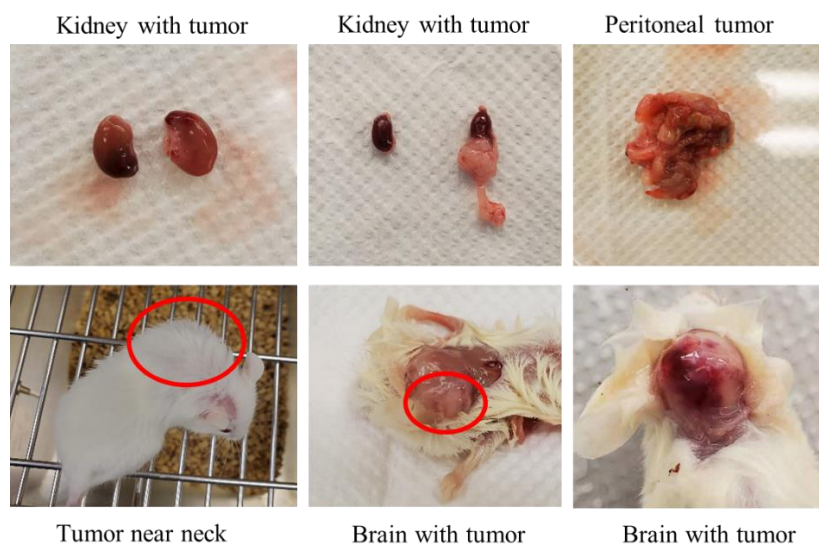 Kidney with tumor
Kidney with tumor
Peritoneal tumor
Tumor near neck
Brain with tumor
Brain with tumor